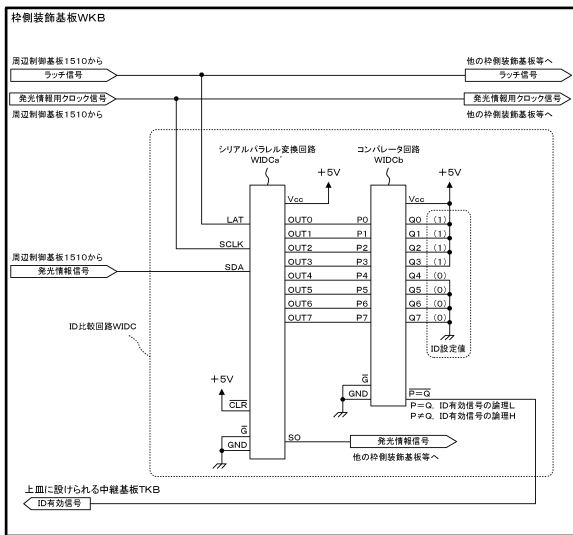 枠側装飾基板WKB
周辺制御基板1510から
ラッチ信号
他の枠側装飾基板等へ
ラッチ信号
発光情報用クロック信号
周辺制御基板1510から
発光情報用クロック信号
他の枠側装飾基板等へ
シリアルパラレル変換回路
WIDCa'
コンパレータ回路
WIDCb
+5V
+5V
Vcc
Vcc
LAT
OUT0 P0 Q0 (1)
OUT1 P1 Q1 (1)
SCLK
OUT2 P2 Q2 (1)
周辺制御基板1510から
発光情報信号
SDA
OUT3 P3 Q3 (1)
OUT4 P4 Q4 (0)
OUT5 P5 Q5 (0)
OUT6 P6 Q6 (0)
OUT7 P7 Q7 (0)
ID設定値
ID比較回路WIDC
+5V
CLR
G
GND
G
GND
P=Q
P=Q, ID有効信号の論理L
P≠Q, ID有効信号の論理H
SO
発光情報信号
他の枠側装飾基板等へ
上皿に設けられる中継基板TKB
ID有効信号